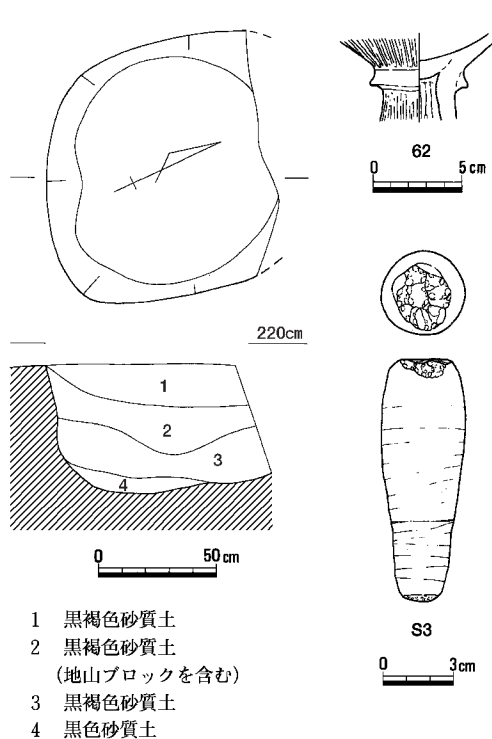 62
0 5cm
220cm
1
2
3
4
0 50cm
S3
0 3cm
1 黒褐色砂質土
2 黒褐色砂質土
(地山ブロックを含む)
3 黒褐色砂質土
4 黒色砂質土